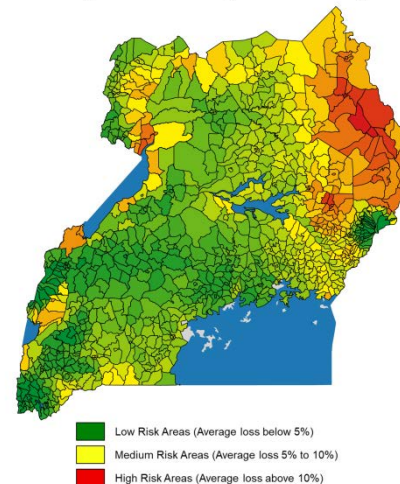 Low Risk Areas (Average loss below 5%)
Medium Risk Areas (Average loss 5% to 10%)
High Risk Areas (Average loss above 10%)